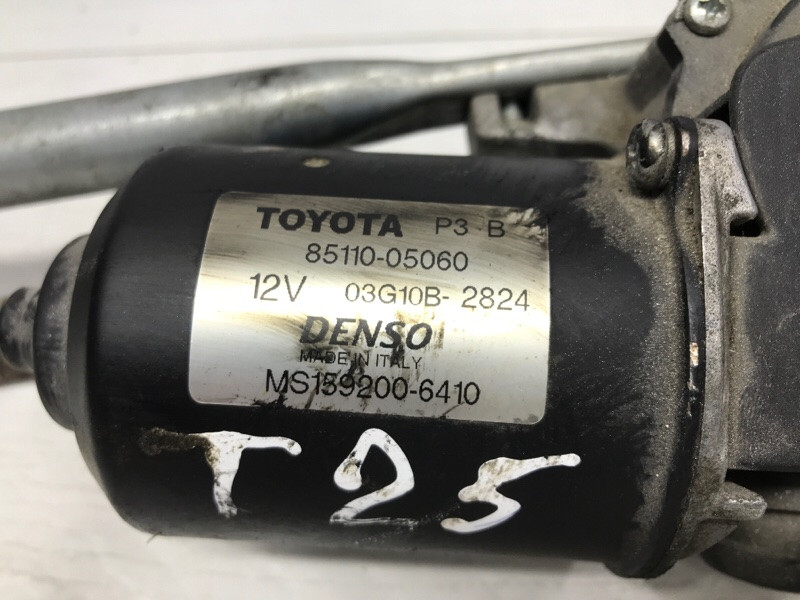 TOYOTA P3 B
85110-05060
12V 03G10B-2824
DENSO
MADE IN ITALY
MS159200-6410
T25